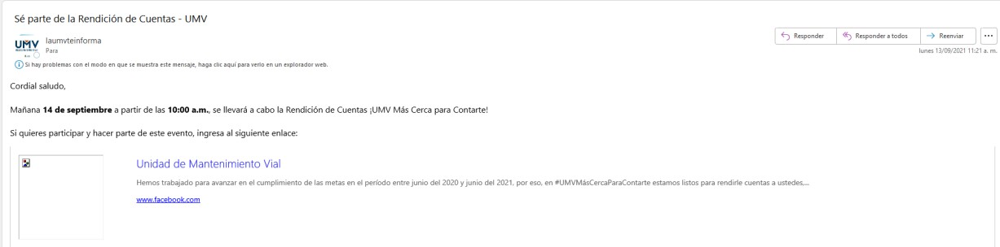 Sé parte de la Rendición de Cuentas - UMV
UMV
laumvteinforma
Para
Responder
Responder a todos
Reenviar
...
lunes 13/09/2021 11:21 a. m.
Si hay problemas con el modo en que se muestra este mensaje, haga clic aquí para verlo en un explorador web.
Cordial saludo,
Mañana 14 de septiembre a partir de las 10:00 a.m., se llevará a cabo la Rendición de Cuentas ¡UMV Más Cerca para Contarte!
Si quieres participar y hacer parte de este evento, ingresa al siguiente enlace:
Unidad de Mantenimiento Vial
Hemos trabajado para avanzar en el cumplimiento de las metas en el período entre junio del 2020 y junio del 2021, por eso, en #UMVMásCercaParaContarte estamos listos para rendirle cuentas a ustedes....
www.facebook.com